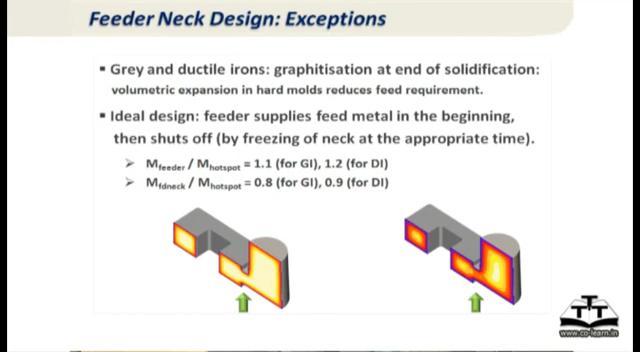 Feeder Neck Design: Exceptions
▪ Grey and ductile irons: graphitisation at end of solidification:
volumetric expansion in hard molds reduces feed requirement.
▪ Ideal design: feeder supplies feed metal in the beginning,
then shuts off (by freezing of neck at the appropriate time).
➢ Mfeeder / Mhotspot = 1.1 (for GI), 1.2 (for DI)
➢ Mfdneck / Mhotspot = 0.8 (for GI), 0.9 (for DI)
TTT
www.co-learn.in